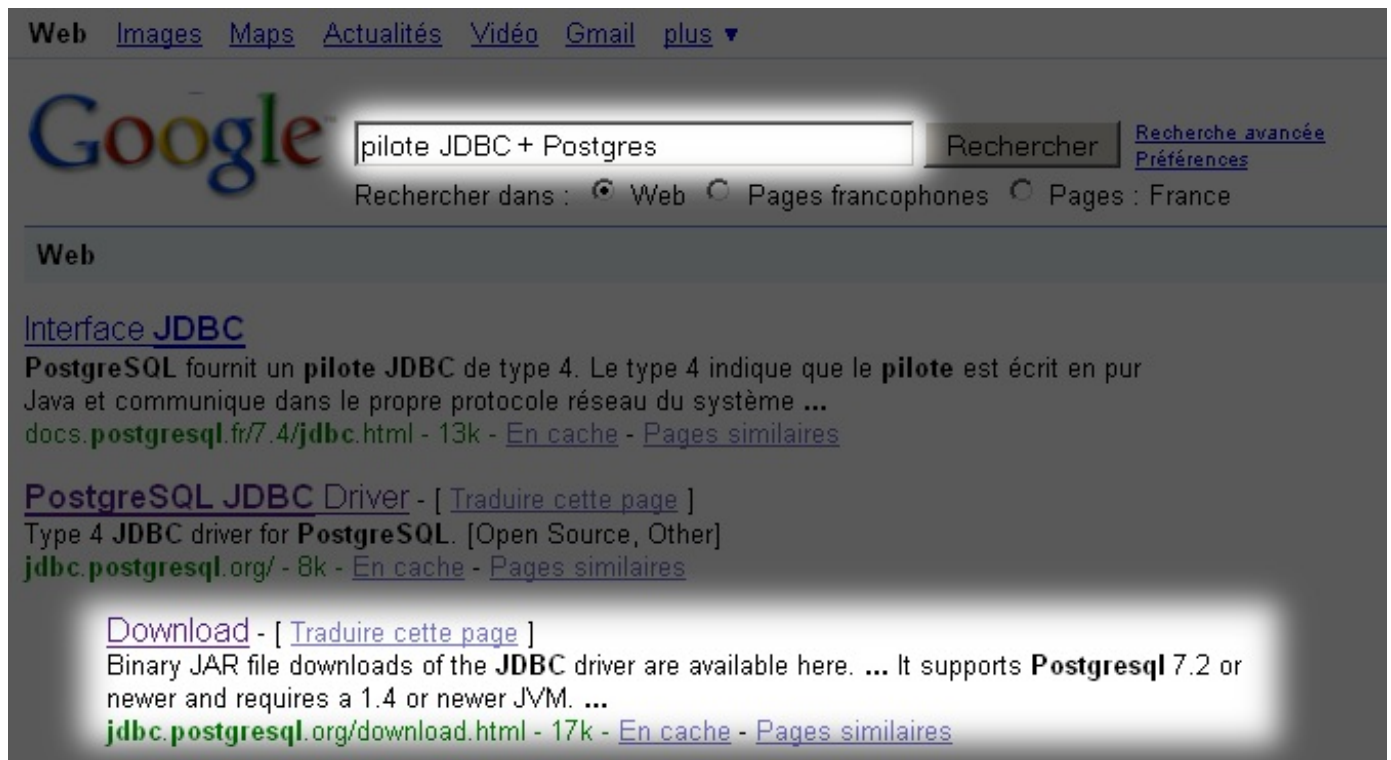 Web Images Maps Actualités Vidéo Gmail plus ▼
Google™
pilote JDBC + Postgres Rechercher Recherche avancée
Préférences
Rechercher dans : Web Pages francophones Pages : France
Web
Interface JDBC
PostgreSQL fournit un pilote JDBC de type 4. Le type 4 indique que le pilote est écrit en pur
Java et communique dans le propre protocole réseau du système ...
docs.postgresql.fr/7.4/jdbc.html - 13k - En cache - Pages similaires
PostgreSQL JDBC Driver - [ Traduire cette page ]
Type 4 JDBC driver for PostgreSQL. [Open Source, Other]
jdbc.postgresql.org/ - 8k - En cache - Pages similaires
Download - [ Traduire cette page ]
Binary JAR file downloads of the JDBC driver are available here. ... It supports Postgresql 7.2 or
newer and requires a 1.4 or newer JVM. ...
jdbc.postgresql.org/download.html - 17k - En cache - Pages similaires